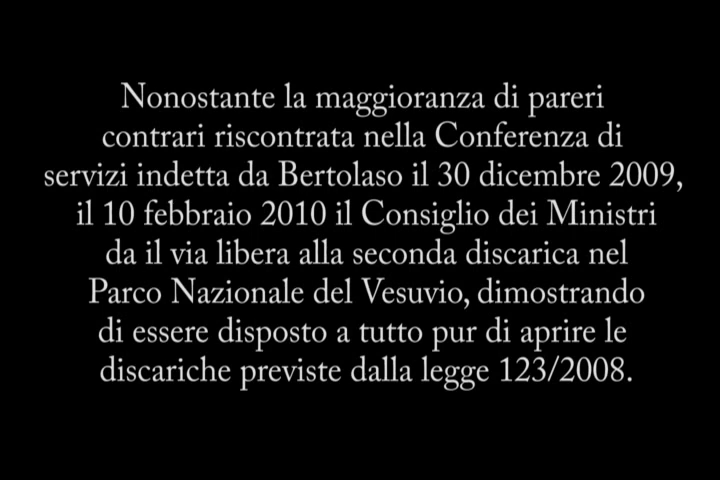 Nonostante la maggioranza di pareri
contrari riscontrata nella Conferenza di
servizi indetta da Bertolaso il 30 dicembre 2009,
il 10 febbraio 2010 il Consiglio dei Ministri
da il via libera alla seconda discarica nel
Parco Nazionale del Vesuvio, dimostrando
di essere disposto a tutto pur di aprire le
discariche previste dalla legge 123/2008.